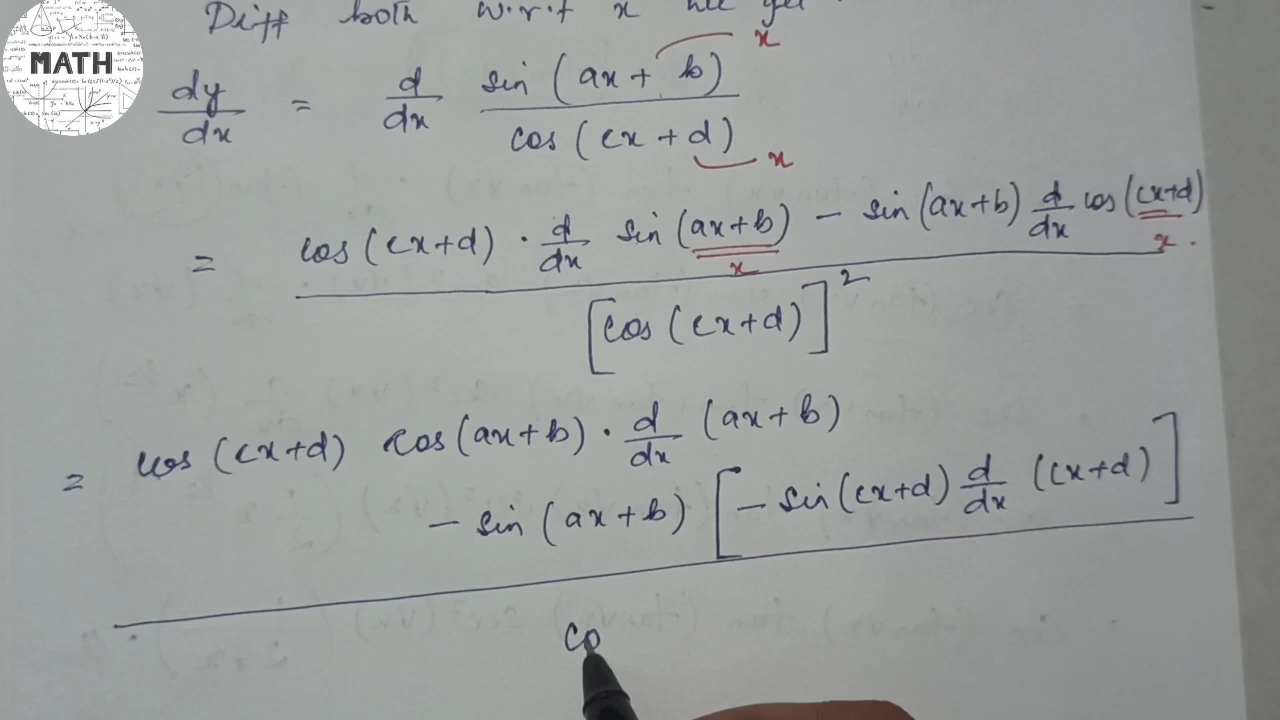 Diff both w.r.t x we get
MATH
dy/dx = d/dx sin (ax + b) / cos (cx + d)
x
x
= cos (cx+d) · d/dx sin (ax+b) − sin (ax+b) d/dx cos (cx+d) / [cos (cx+d)]²
x
x .
= cos (cx+d) cos (ax+b) · d/dx (ax+b)
− sin (ax+b) [− sin (cx+d) d/dx (cx+d)]
co